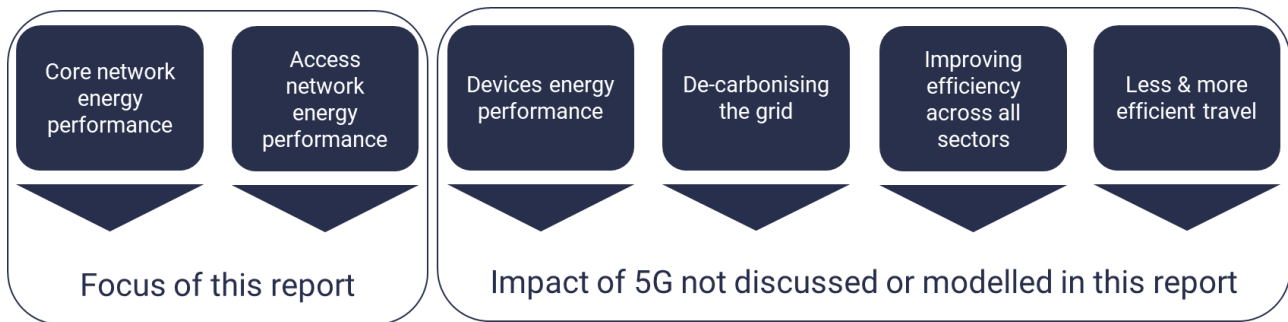 Core network
energy
performance
Access
network
energy
performance
Devices energy
performance
De-carbonising
the grid
Improving
efficiency
across all
sectors
Less & more
efficient travel
Focus of this report
Impact of 5G not discussed or modelled in this report